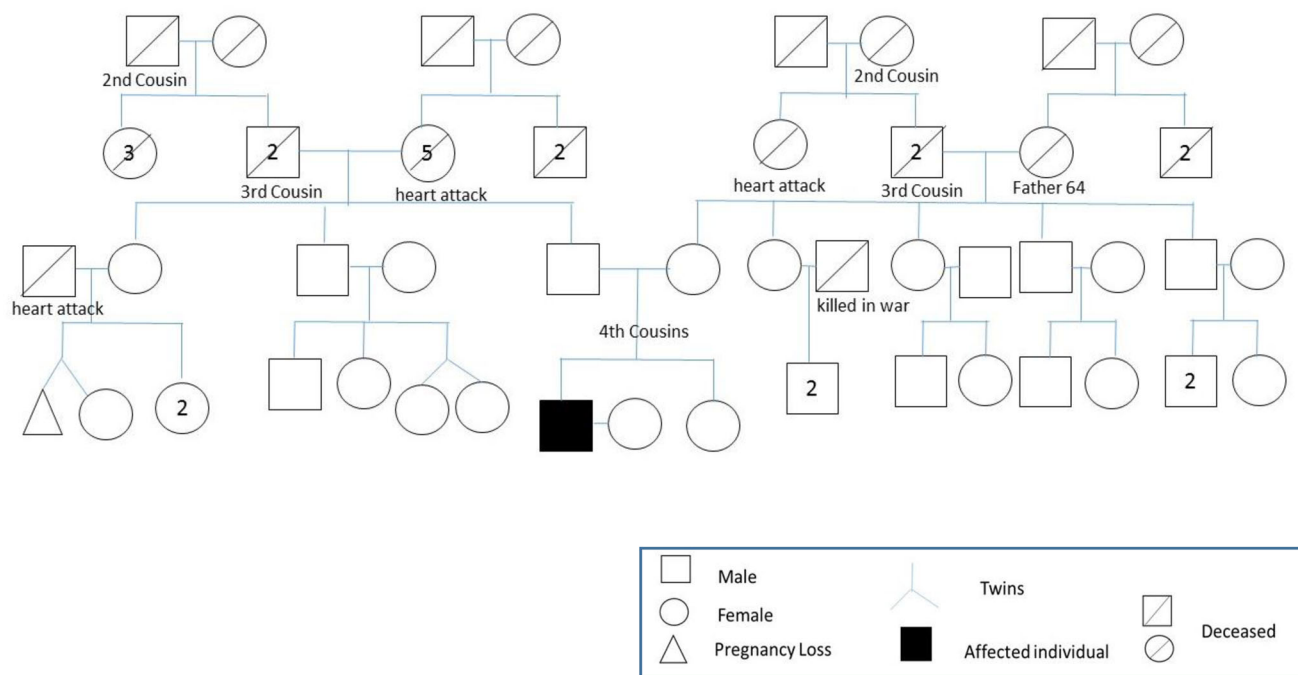 2nd Cousin
2nd Cousin
3
2
5
2
2
2
3rd Cousin
heart attack
heart attack
3rd Cousin
Father 64
heart attack
killed in war
4th Cousins
2
2
2
Male
Twins
Female
Deceased
Pregnancy Loss
Affected individual